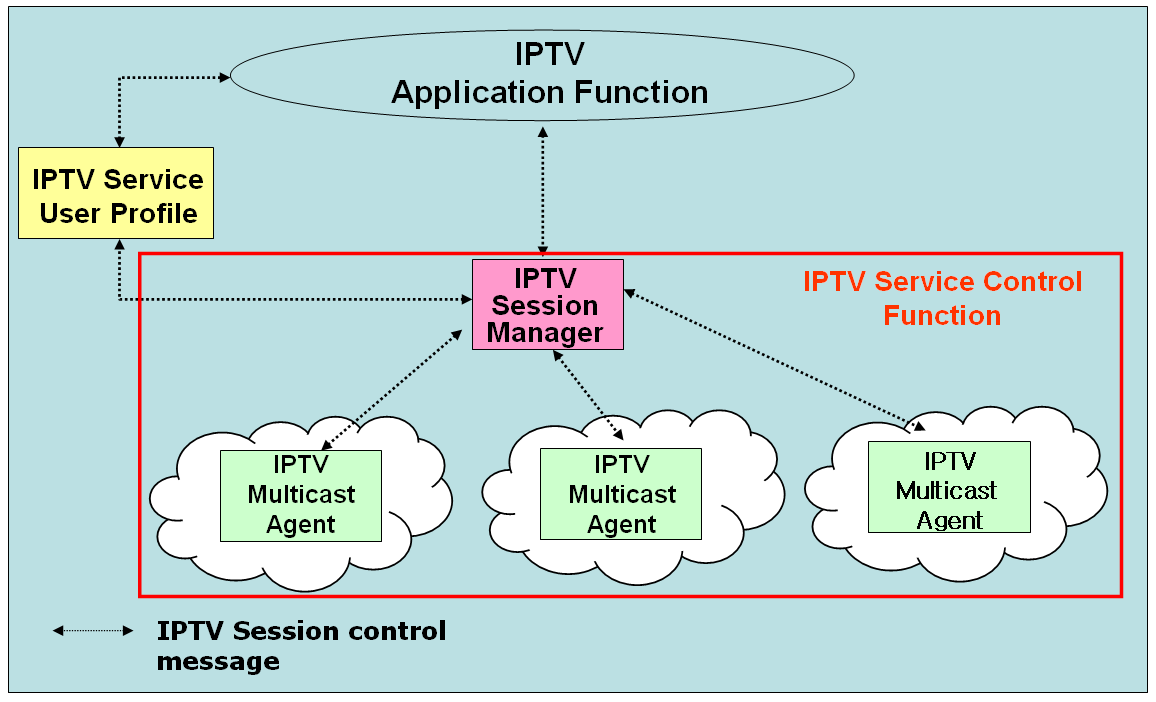 IPTV
Application Function
IPTV Service
User Profile
IPTV
Session
Manager
IPTV Service Control
Function
IPTV
Multicast
Agent
IPTV
Multicast
Agent
IPTV
Multicast
Agent
IPTV Session control
message